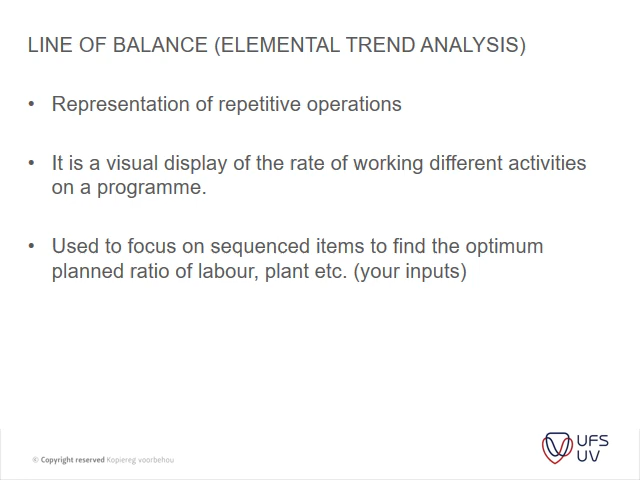 LINE OF BALANCE (ELEMENTAL TREND ANALYSIS)
• Representation of repetitive operations
• It is a visual display of the rate of working different activities
on a programme.
• Used to focus on sequenced items to find the optimum
planned ratio of labour, plant etc. (your inputs)
© Copyright reserved Kopiereg voorbehou
UFS
UV